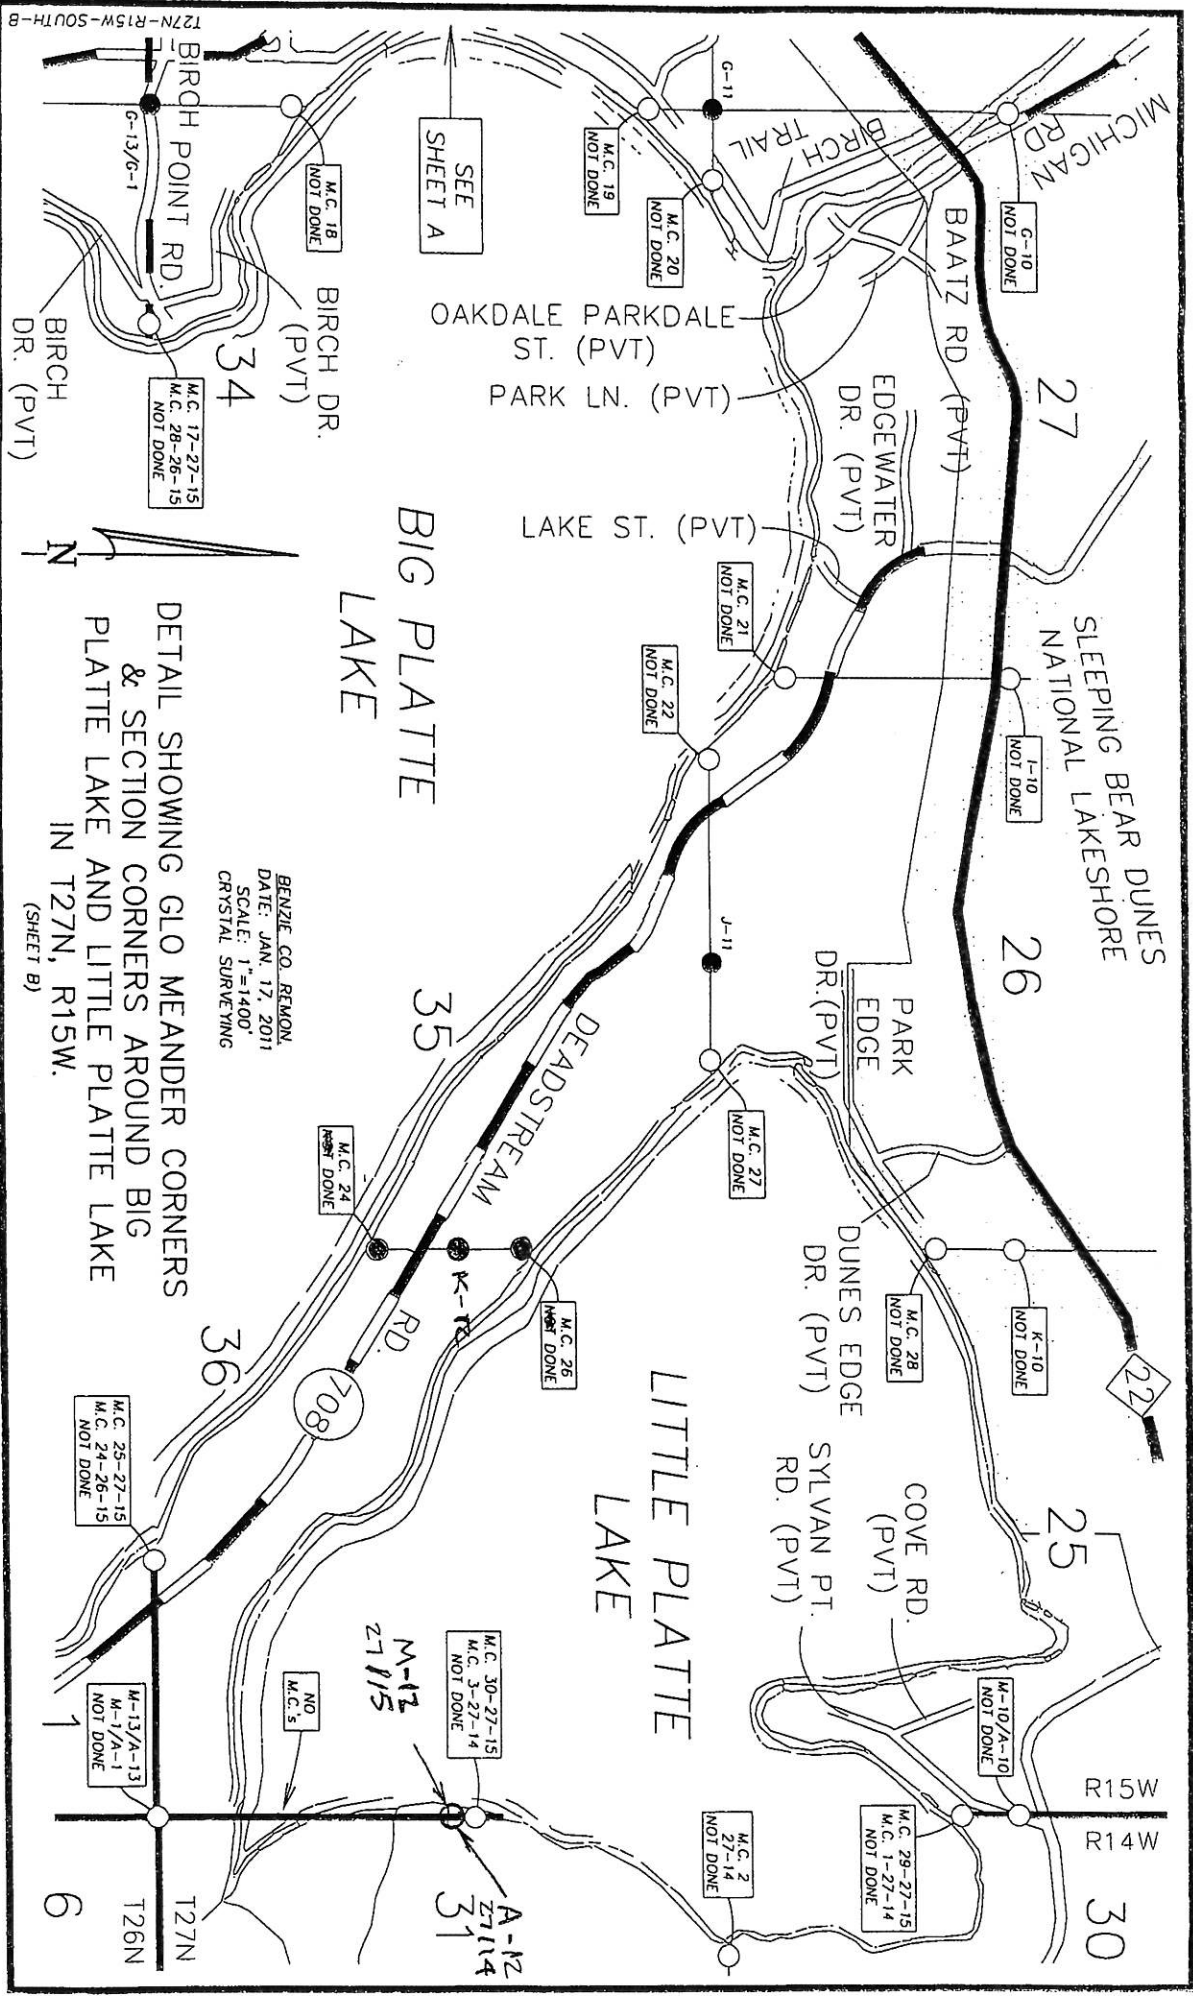 T27N-R15W-SOUTH-B
MICHIGAN
RD
BIRCH
TRAIL
G-10
NOT DONE
G-11
M.C. 19
NOT DONE
M.C. 20
NOT DONE
SEE
SHEET A
M.C. 18
NOT DONE
BIRCH POINT RD.
G-13/G-1
BIRCH DR.
(PVT)
BIRCH
DR. (PVT)
34
M.C. 17-27-15
M.C. 28-26-15
NOT DONE
BAATZ RD (PVT)
OAKDALE PARKDALE
ST. (PVT)
PARK LN. (PVT)
EDGEWATER
DR. (PVT)
LAKE ST. (PVT)
27
SLEEPING BEAR DUNES
NATIONAL LAKESHORE
I-10
NOT DONE
M.C. 21
NOT DONE
M.C. 22
NOT DONE
BIG PLATTE
LAKE
N
26
J-11
PARK
EDGE
DR.(PVT)
M.C. 27
NOT DONE
DEADSTREAM
RD.
708
35
M.C. 24
NOT DONE
K-12
M.C. 26
NOT DONE
DUNES EDGE
DR. (PVT)
M.C. 28
NOT DONE
K-10
NOT DONE
22
36
LITTLE PLATTE
LAKE
25
COVE RD.
(PVT)
SYLVAN PT.
RD. (PVT)
M.C. 25-27-15
M.C. 24-26-15
NOT DONE
M-10/A-10
NOT DONE
M.C. 30-27-15
M.C. 3-27-14
NOT DONE
M-12
27/15
NO
M.C.'s
M-13/A-13
M-1/A-1
NOT DONE
1
R15W
R14W
M.C. 29-27-15
M.C. 1-27-14
NOT DONE
M.C. 2
27-14
NOT DONE
30
A-12
27/14
31
T27N
T26N
6
DETAIL SHOWING GLO MEANDER CORNERS
& SECTION CORNERS AROUND BIG
PLATTE LAKE AND LITTLE PLATTE LAKE
IN T27N, R15W.
(SHEET B)
BENZIE CO. REMON.
DATE: JAN. 17, 2011
SCALE: 1"=1400'
CRYSTAL SURVEYING